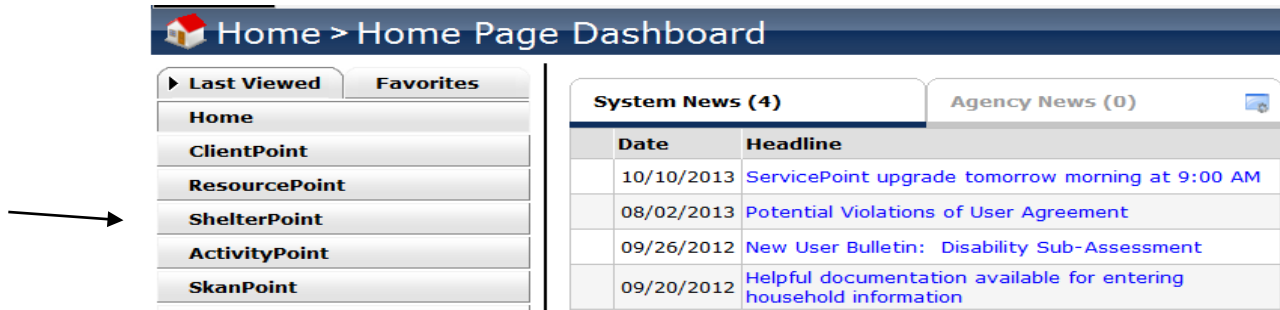 Home > Home Page Dashboard
Last Viewed Favorites
Home
ClientPoint
ResourcePoint
ShelterPoint
ActivityPoint
SkanPoint
System News (4) Agency News (0)
Date Headline
10/10/2013 ServicePoint upgrade tomorrow morning at 9:00 AM
08/02/2013 Potential Violations of User Agreement
09/26/2012 New User Bulletin: Disability Sub-Assessment
09/20/2012 Helpful documentation available for entering
household information